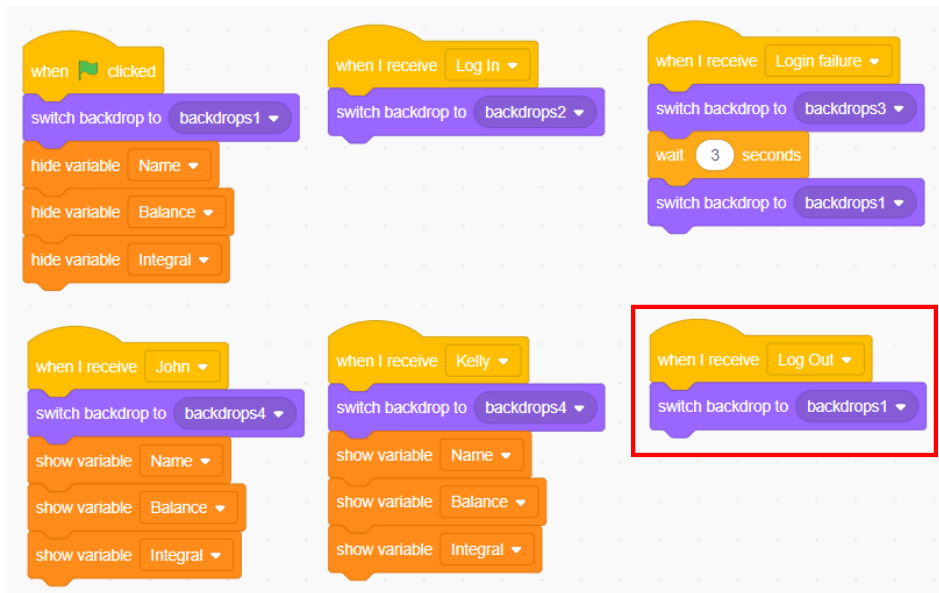 when clicked
switch backdrop to backdrops1
hide variable Name
hide variable Balance
hide variable Integral
when I receive Log In
switch backdrop to backdrops2
when I receive Login failure
switch backdrop to backdrops3
wait 3 seconds
switch backdrop to backdrops1
when I receive John
switch backdrop to backdrops4
show variable Name
show variable Balance
show variable Integral
when I receive Kelly
switch backdrop to backdrops4
show variable Name
show variable Balance
show variable Integral
when I receive Log Out
switch backdrop to backdrops1